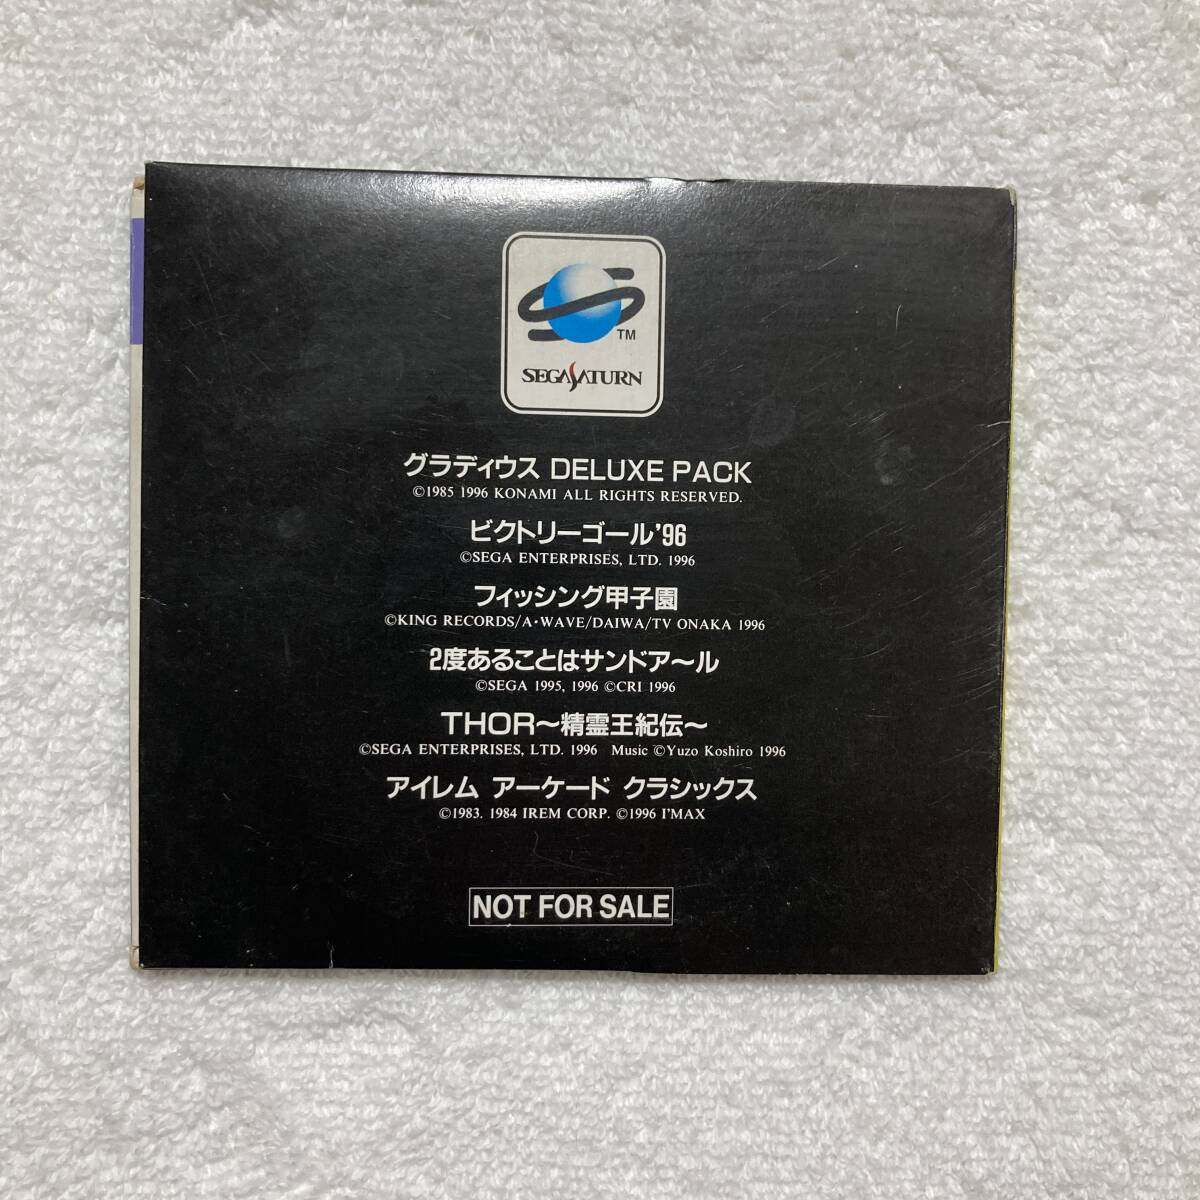 TM
SEGASATURN
グラディウス DELUXE PACK
©1985 1996 KONAMI ALL RIGHTS RESERVED.
ビクトリーゴール'96
©SEGA ENTERPRISES, LTD. 1996
フィッシング甲子園
©KING RECORDS/A・WAVE/DAIWA/TV ONAKA 1996
2度あることはサンドア〜ル
©SEGA 1995, 1996 ©CRI 1996
THOR〜精霊王紀伝〜
©SEGA ENTERPRISES, LTD. 1996 Music ©Yuzo Koshiro 1996
アイレム アーケード クラシックス
©1983. 1984 IREM CORP. ©1996 I'MAX
NOT FOR SALE